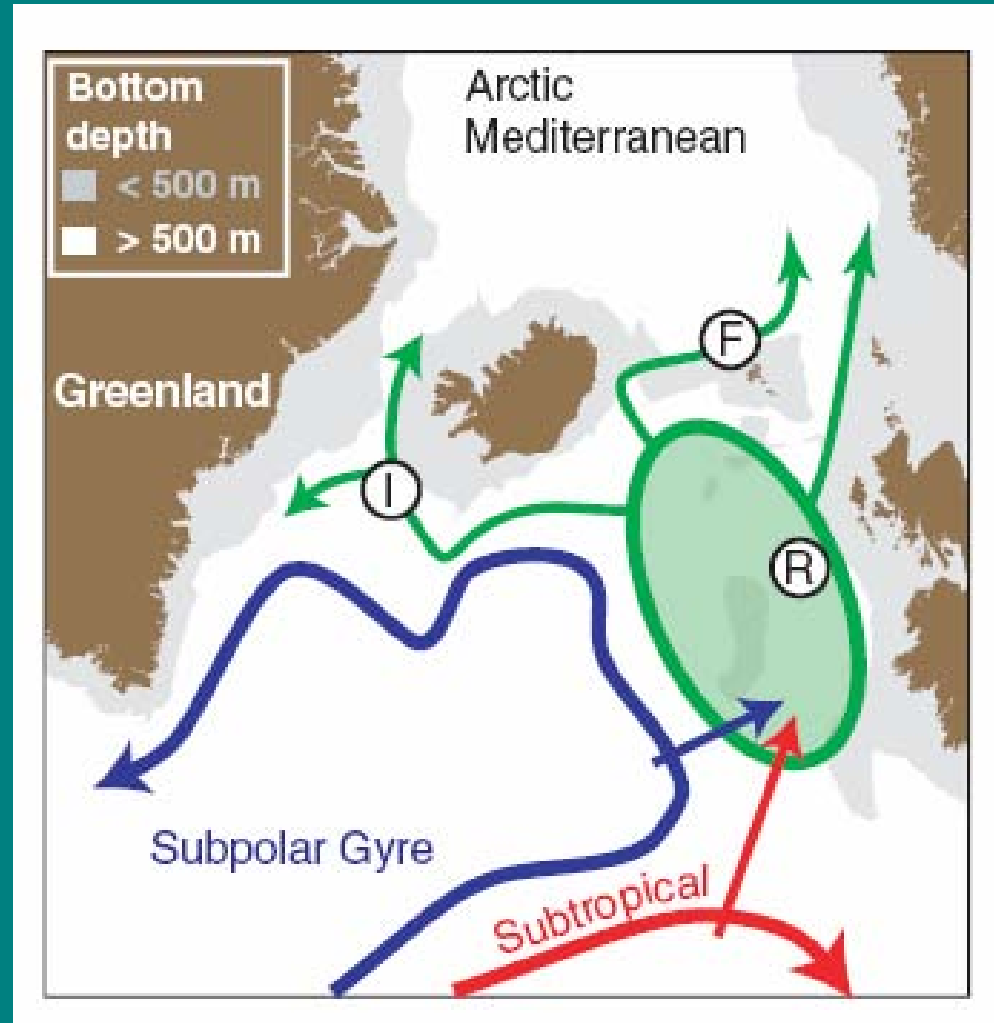 Bottom
depth
< 500 m
> 500 m
Arctic
Mediterranean
F
Greenland
I
R
Subpolar Gyre
Subtropical